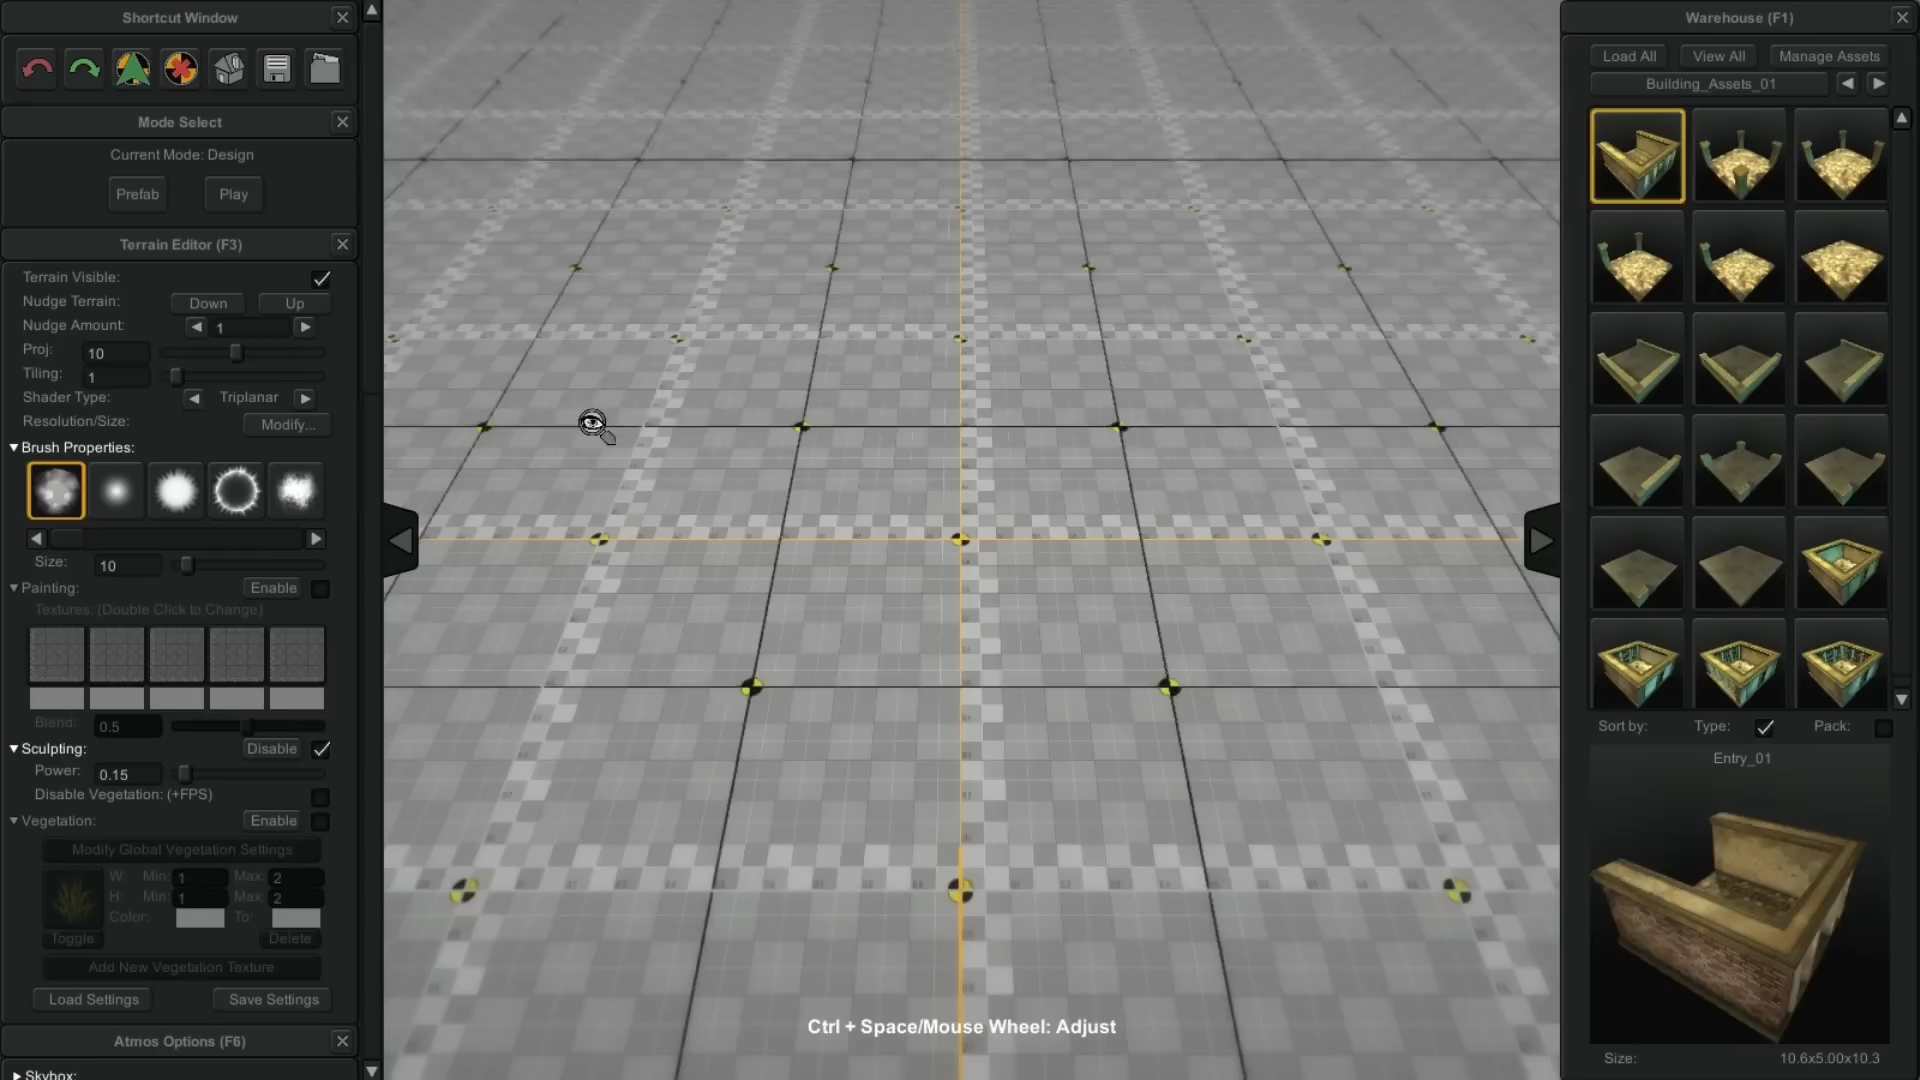 Shortcut Window
Mode Select
Current Mode: Design
Prefab Play
Terrain Editor (F3)
Terrain Visible:
Nudge Terrain: Down Up
Nudge Amount: 1
Proj: 10
Tiling: 1
Shader Type: Triplanar
Resolution/Size: Modify...
Brush Properties:
Size: 10
Painting: Enable
Textures: (Double Click to Change)
Blend: 0.5
Sculpting: Disable
Power: 0.15
Disable Vegetation: (+FPS)
Vegetation: Enable
Modify Global Vegetation Settings
W: Min: 1 Max: 2
H: Min: 1 Max: 2
Color: To:
Toggle Delete
Add New Vegetation Texture
Load Settings Save Settings
Atmos Options (F6)
Skybox:
Ctrl + Space/Mouse Wheel: Adjust
Warehouse (F1)
Load All View All Manage Assets
Building_Assets_01
Sort by: Type: Pack:
Entry_01
Size: 10.6x5.00x10.3